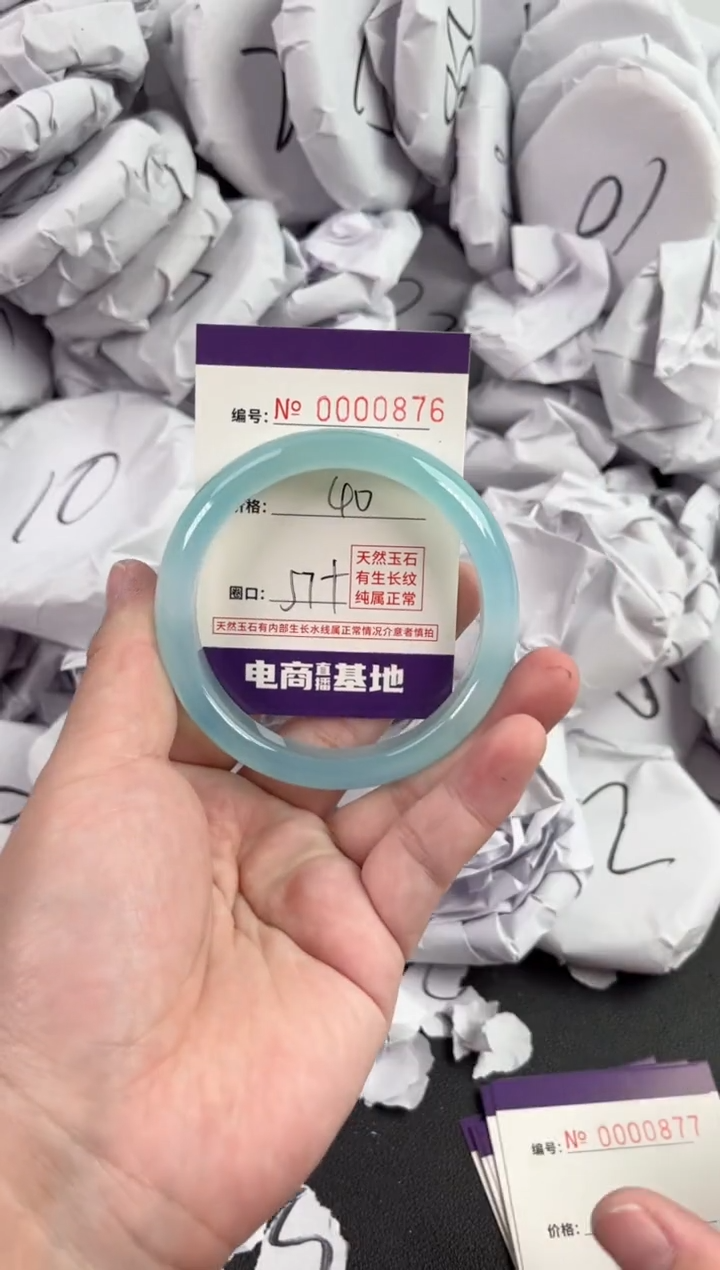 10
10
编号: № 0000876
价格: 40
圈口: 57+
天然玉石
有生长纹
纯属正常
天然玉石有内部生长水线属正常情况介意者慎拍
电商直播基地
2
编号: № 0000877
价格: